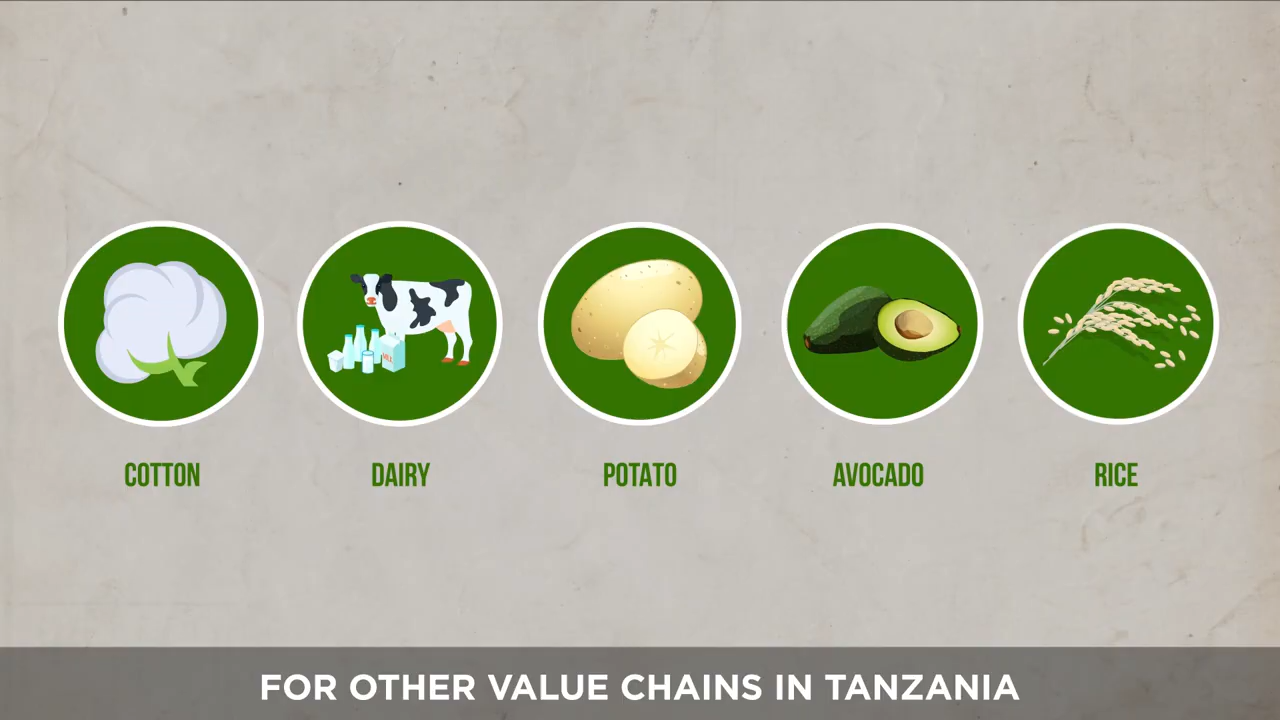 COTTON
DAIRY
POTATO
AVOCADO
RICE
FOR OTHER VALUE CHAINS IN TANZANIA